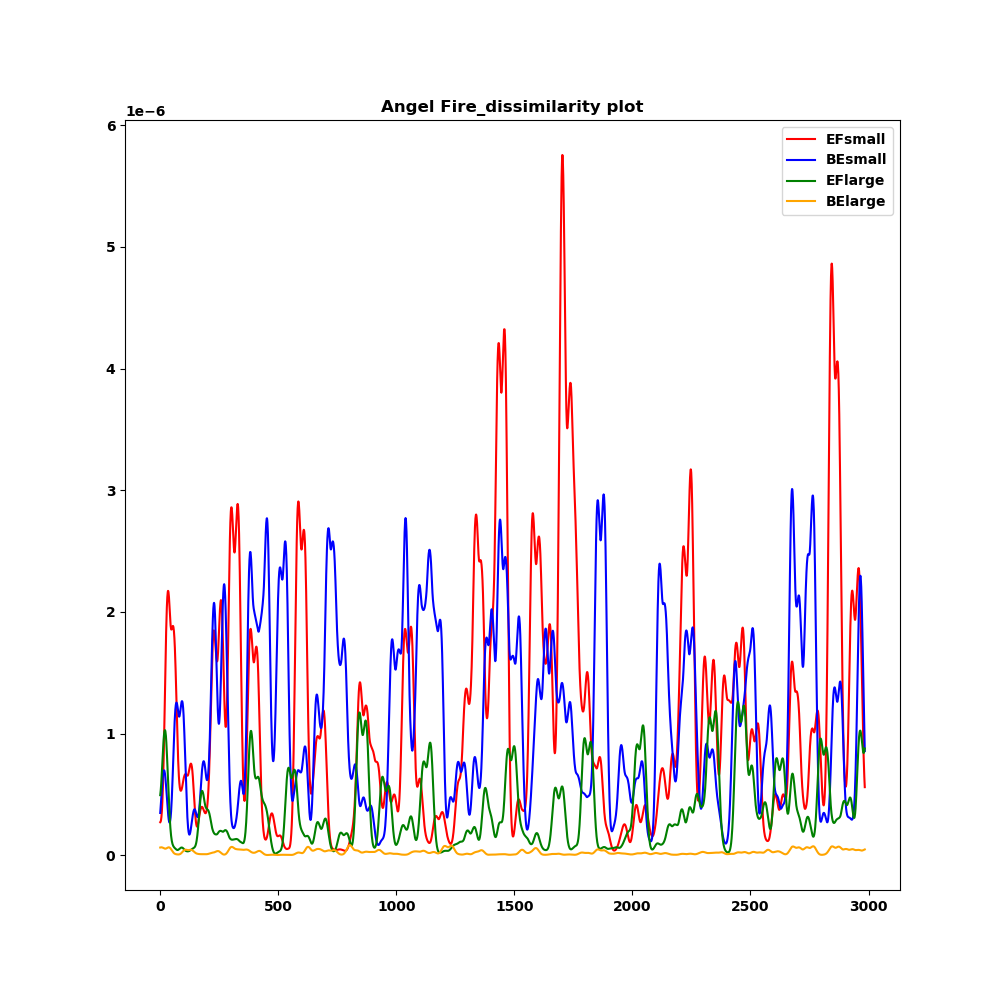 Angel Fire_dissimilarity plot
1e−6
EFsmall
BEsmall
EFlarge
BElarge
6
5
4
3
2
1
0
0 500 1000 1500 2000 2500 3000